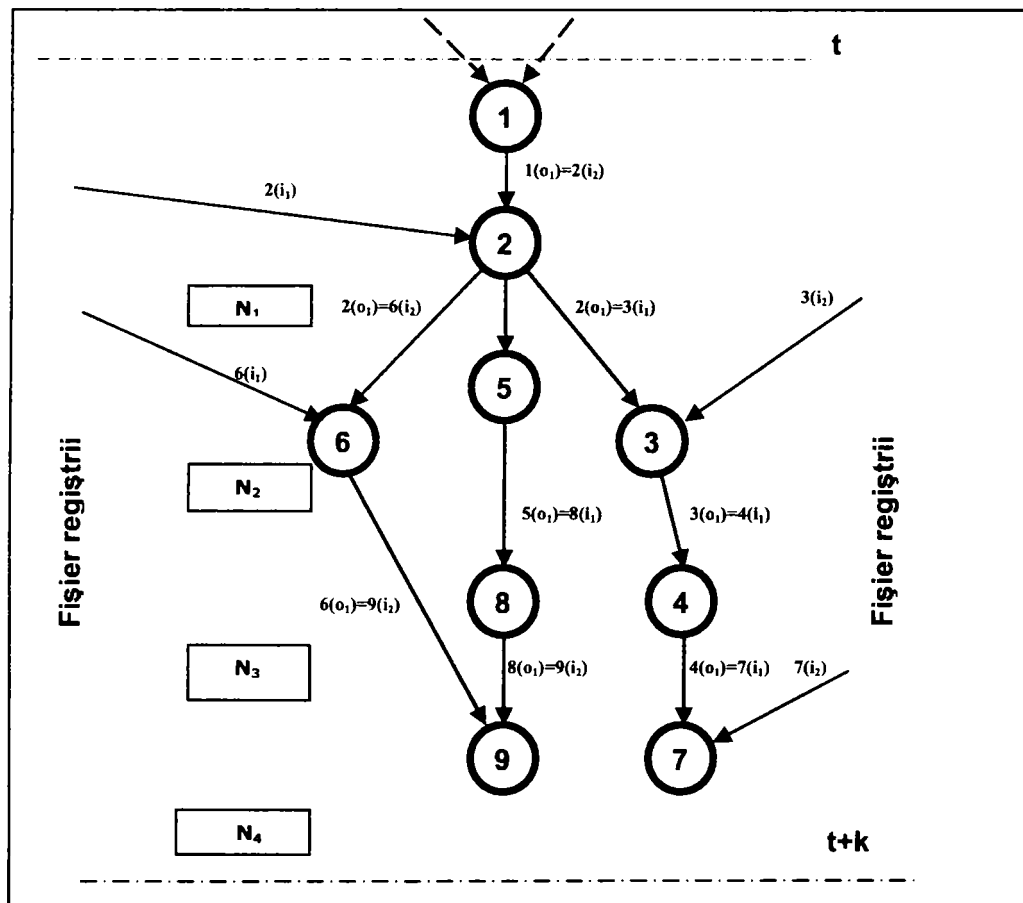 t
1
1(o₁)=2(i₂)
2(i₁)
2
N₁
2(o₁)=6(i₂)
2(o₁)=3(i₁)
3(i₂)
6(i₁)
5
6
3
Fişier regiştrii
Fişier regiştrii
N₂
5(o₁)=8(i₁)
3(o₁)=4(i₁)
6(o₁)=9(i₂)
8
4
N₃
8(o₁)=9(i₂)
4(o₁)=7(i₁)
7(i₂)
9
7
N₄
t+k